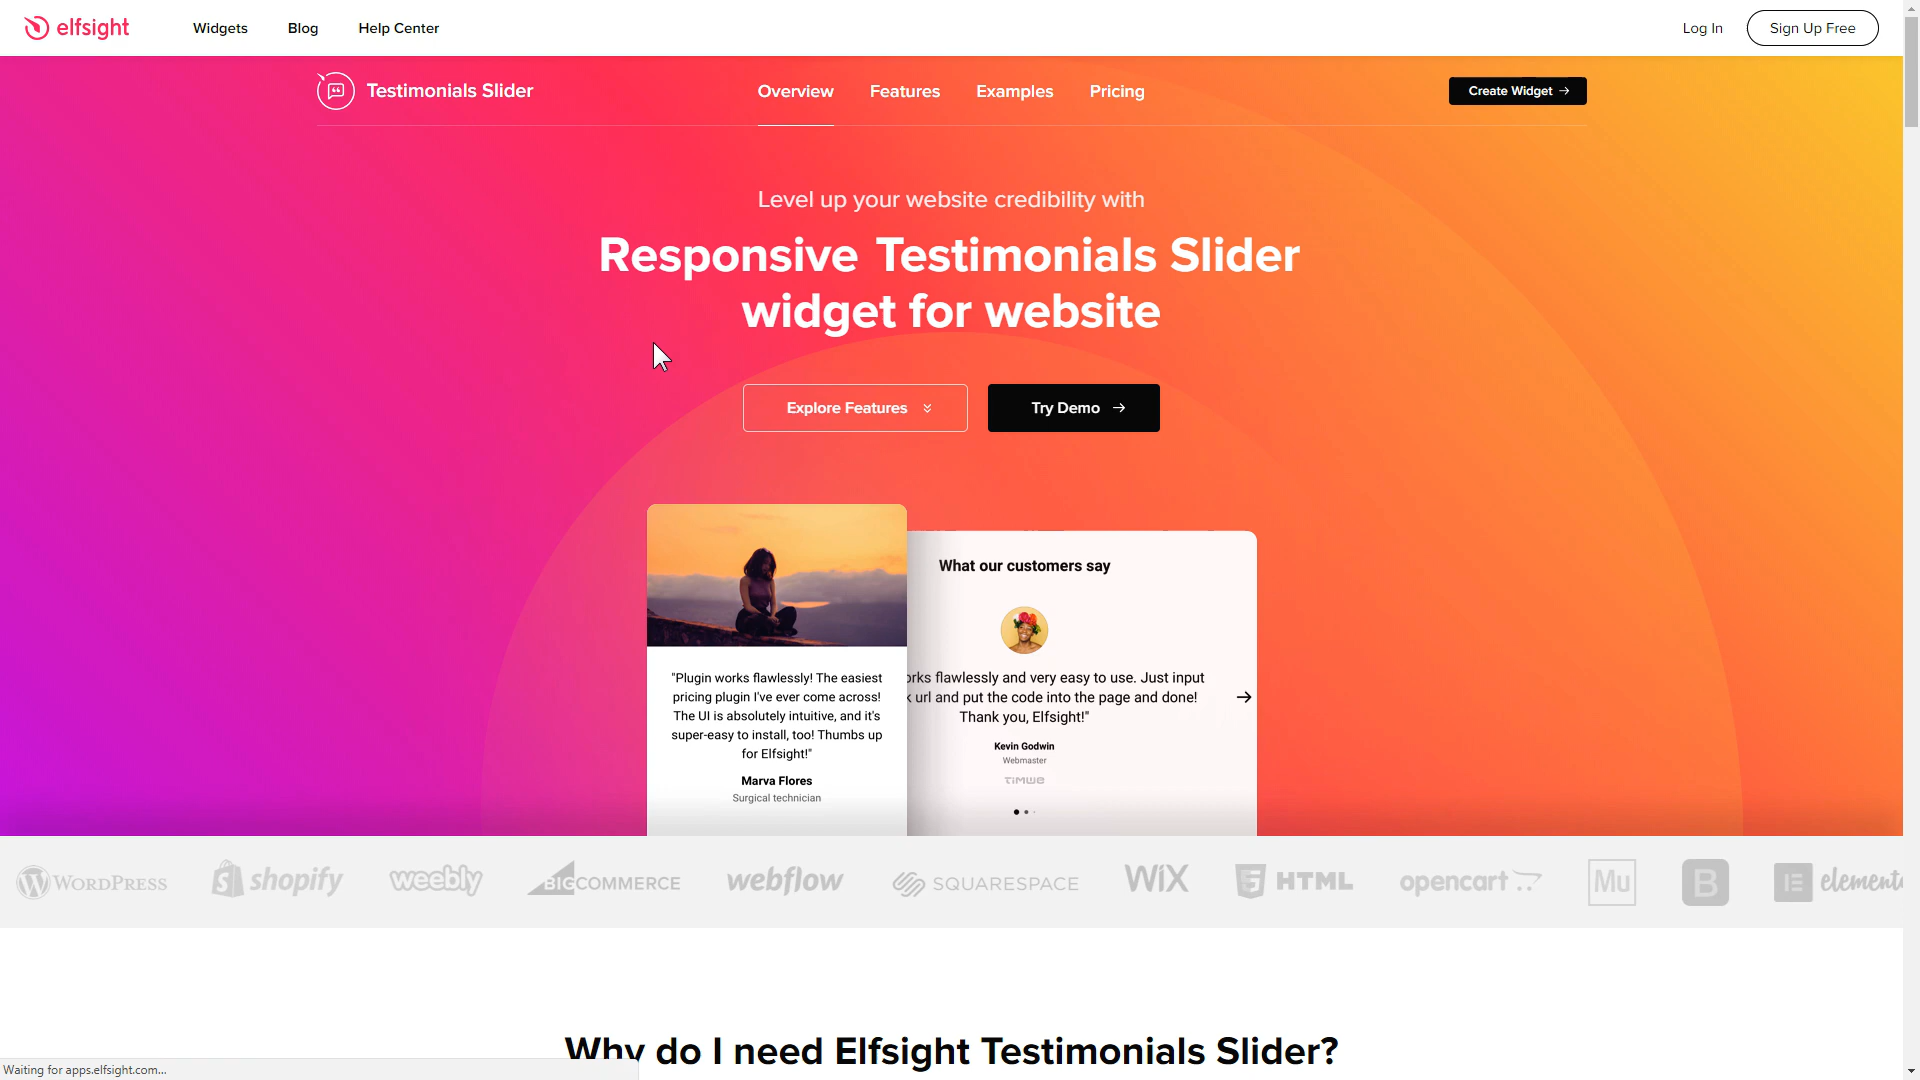 elfsight
Widgets
Blog
Help Center
Log In
Sign Up Free
Testimonials Slider
Overview
Features
Examples
Pricing
Create Widget
Level up your website credibility with
Responsive Testimonials Slider
widget for website
Explore Features
Try Demo
"Plugin works flawlessly! The easiest
pricing plugin I've ever come across!
The UI is absolutely intuitive, and it's
super-easy to install, too! Thumbs up
for Elfsight!"
Marva Flores
Surgical technician
What our customers say
flawlessly and very easy to use. Just input
url and put the code into the page and done!
Thank you, Elfsight!"
Kevin Godwin
Webmaster
TIMWE
WORDPRESS
shopify
weebly
BIGCOMMERCE
webflow
SQUARESPACE
WiX
HTML
opencart
Mu
B
Why do I need Elfsight Testimonials Slider?
Waiting for apps.elfsight.com...